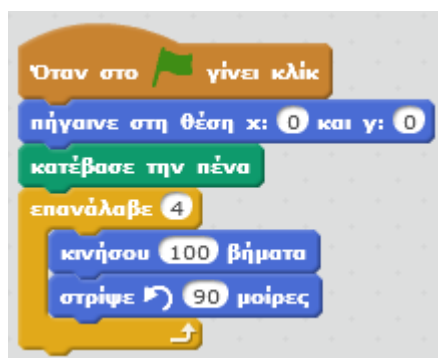 Όταν στο γίνει κλικ
πήγαινε στη θέση x: 0 και y: 0
κατέβασε την πένα
επανάλαβε 4
κινήσου 100 βήματα
στρίψε 90 μοίρες